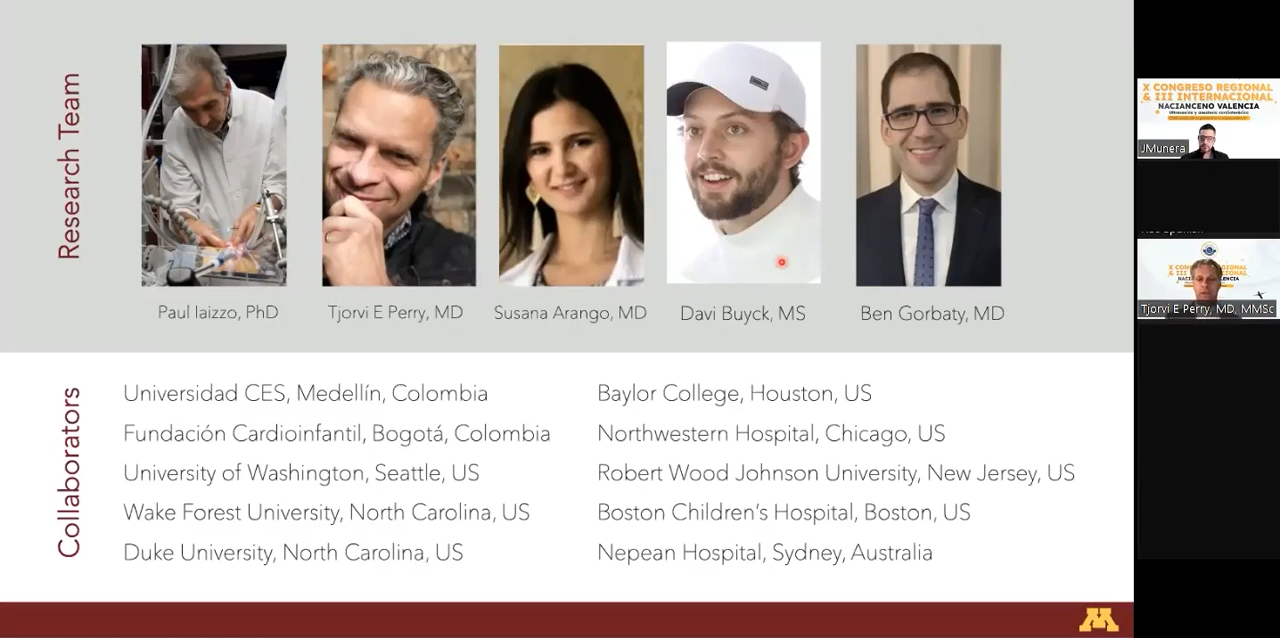 Research Team
Paul Iaizzo, PhD
Tjorvi E Perry, MD
Susana Arango, MD
Davi Buyck, MS
Ben Gorbaty, MD
Collaborators
Universidad CES, Medellín, Colombia
Fundación Cardioinfantil, Bogotá, Colombia
University of Washington, Seattle, US
Wake Forest University, North Carolina, US
Duke University, North Carolina, US
Baylor College, Houston, US
Northwestern Hospital, Chicago, US
Robert Wood Johnson University, New Jersey, US
Boston Children's Hospital, Boston, US
Nepean Hospital, Sydney, Australia
M
X CONGRESO REGIONAL
& III INTERNACIONAL
NACIANCENO VALENCIA
JMunera
Tjorvi E Perry, MD, MMSc